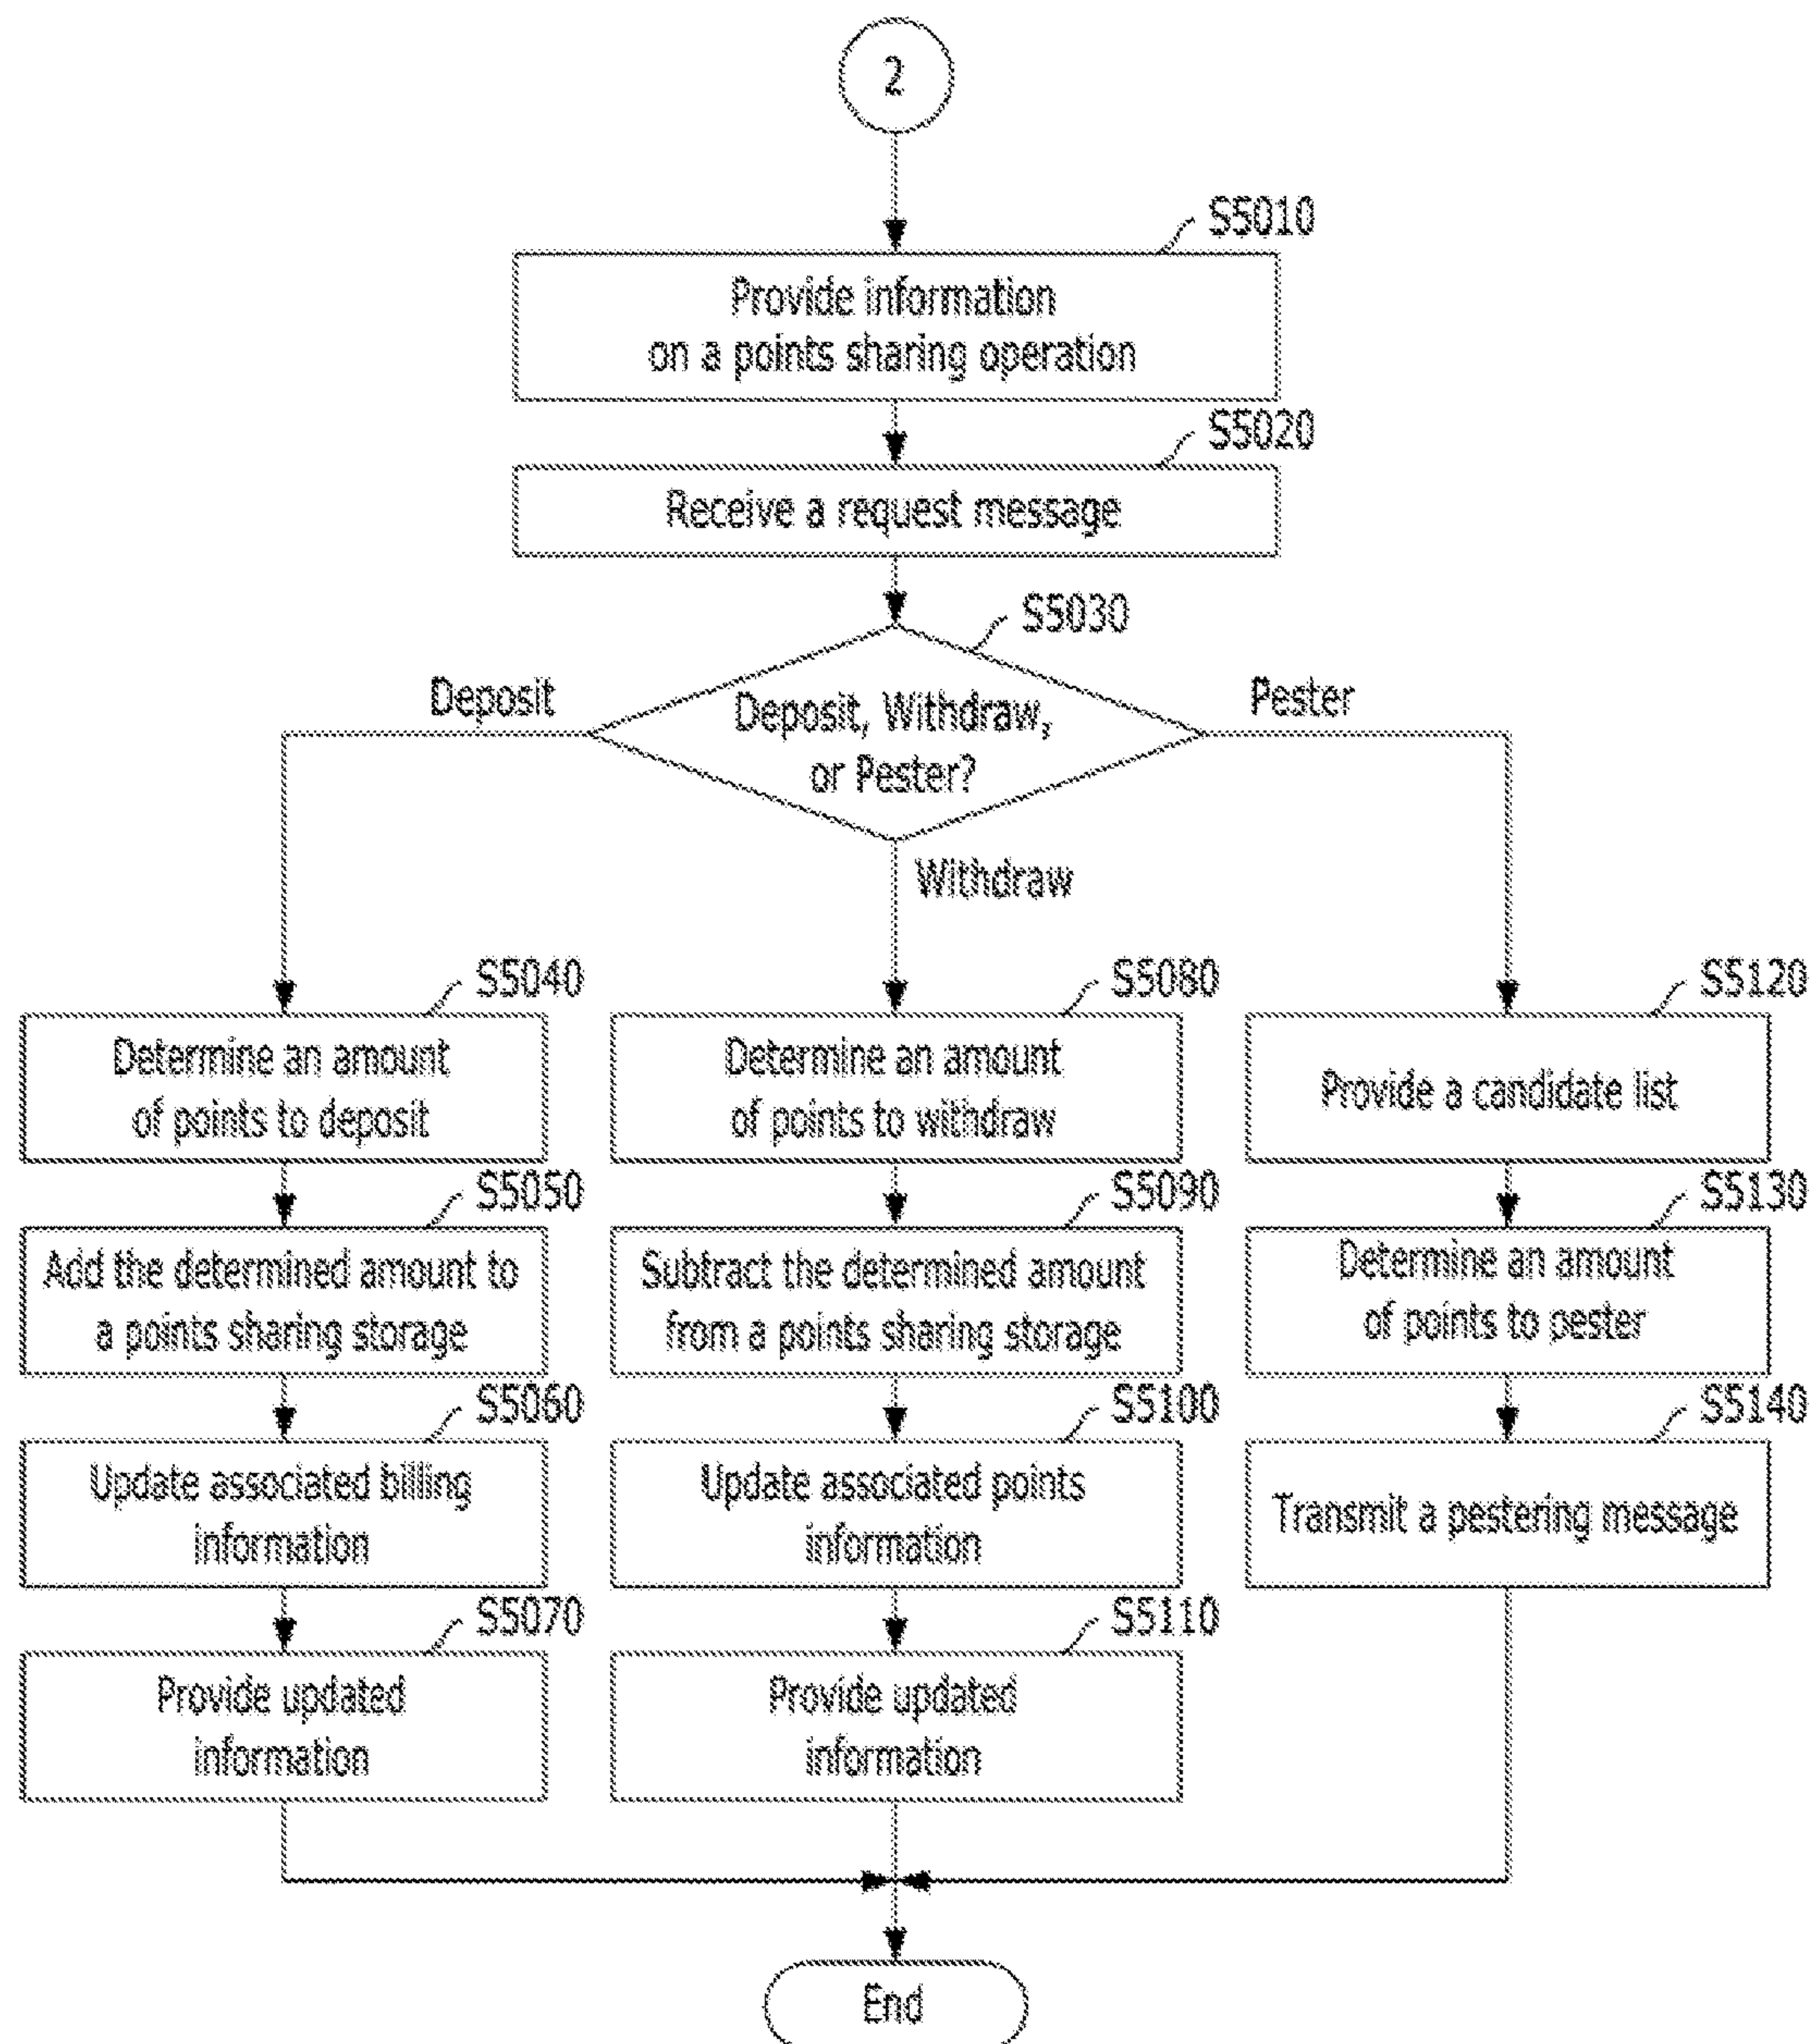 2
S5010
Provide information
on a points sharing operation
S5020
Receive a request message
S5030
Deposit
Deposit, Withdraw,
or Pester?
Pester
Withdraw
S5040
Determine an amount
of points to deposit
S5050
Add the determined amount to
a points sharing storage
S5060
Update associated billing
information
S5070
Provide updated
information
S5080
Determine an amount
of points to withdraw
S5090
Subtract the determined amount
from a points sharing storage
S5100
Update associated points
information
S5110
Provide updated
information
S5120
Provide a candidate list
S5130
Determine an amount
of points to pester
S5140
Transmit a pestering message
End